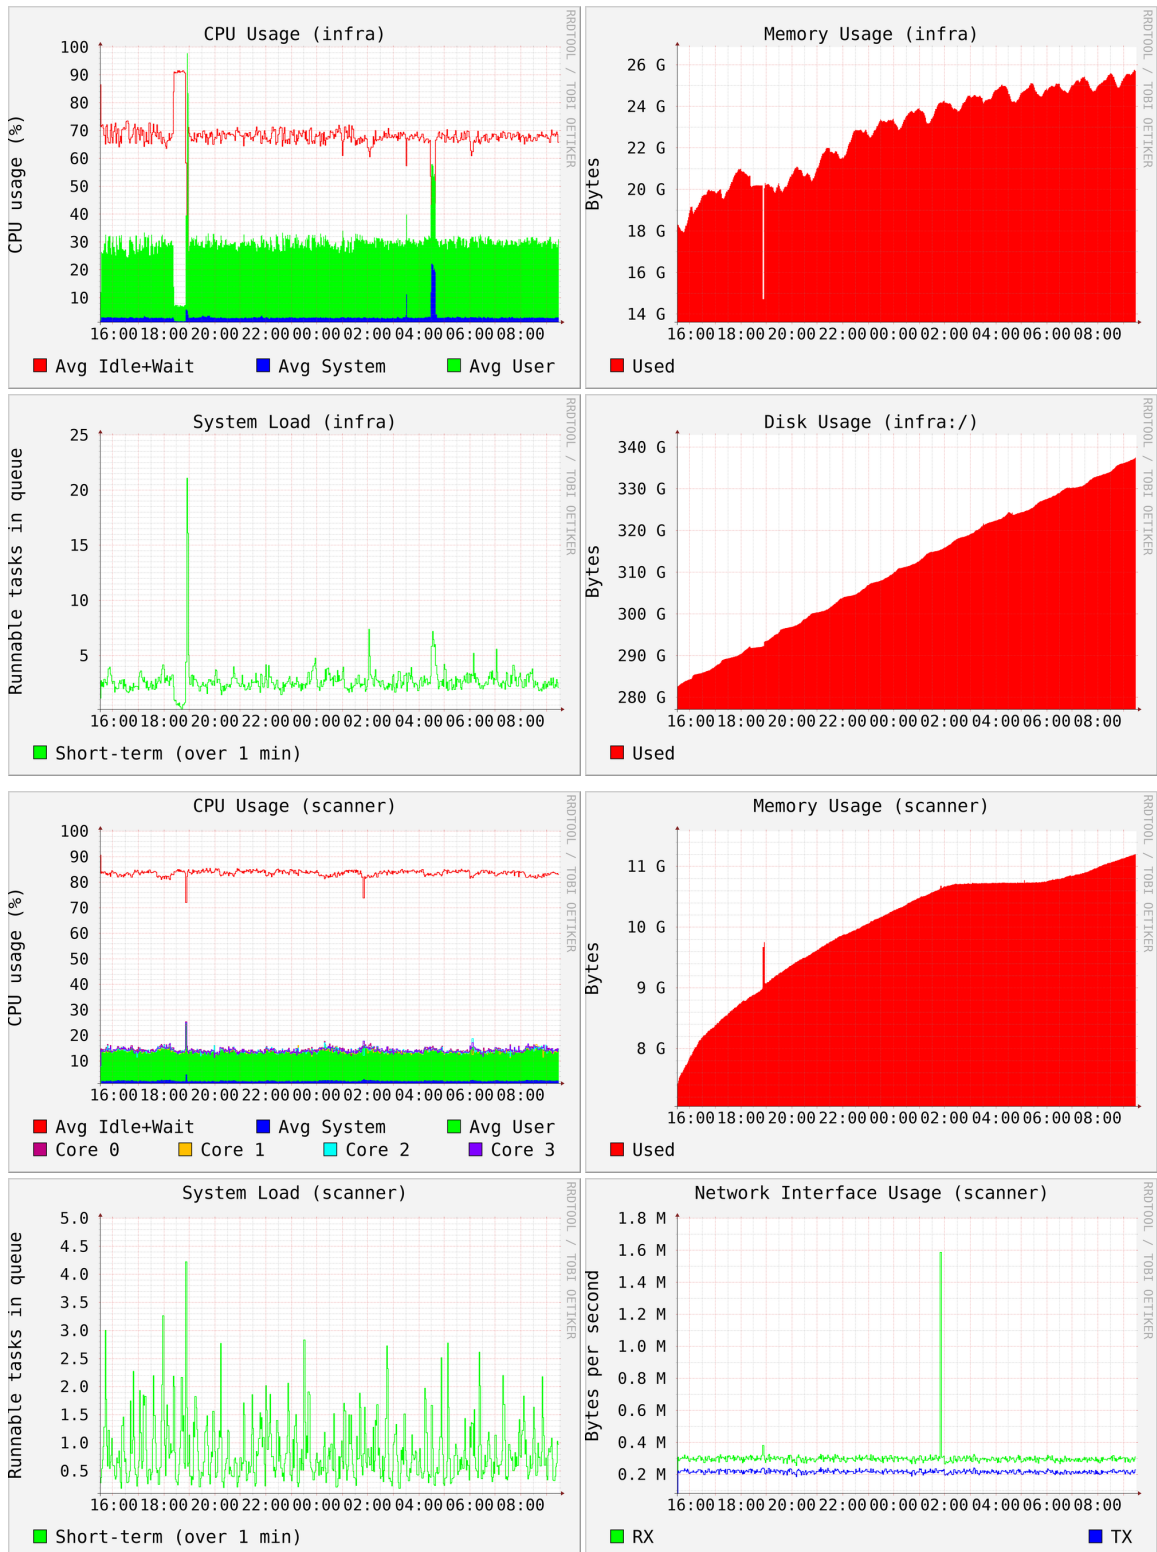 CPU Usage (infra)
RRDTOOL / TOBI OETIKER
CPU usage (%)
100
90
80
70
60
50
40
30
20
10
16:00 18:00 20:00 22:00 00:00 02:00 04:00 06:00 08:00
Avg Idle+Wait Avg System Avg User
Memory Usage (infra)
RRDTOOL / TOBI OETIKER
Bytes
26 G
24 G
22 G
20 G
18 G
16 G
14 G
16:00 18:00 20:00 22:00 00:00 02:00 04:00 06:00 08:00
Used
System Load (infra)
RRDTOOL / TOBI OETIKER
Runnable tasks in queue
25
20
15
10
5
16:00 18:00 20:00 22:00 00:00 02:00 04:00 06:00 08:00
Short-term (over 1 min)
Disk Usage (infra:/)
RRDTOOL / TOBI OETIKER
Bytes
340 G
330 G
320 G
310 G
300 G
290 G
280 G
16:00 18:00 20:00 22:00 00:00 02:00 04:00 06:00 08:00
Used
CPU Usage (scanner)
RRDTOOL / TOBI OETIKER
CPU usage (%)
100
90
80
70
60
50
40
30
20
10
16:00 18:00 20:00 22:00 00:00 02:00 04:00 06:00 08:00
Avg Idle+Wait Avg System Avg User
Core 0 Core 1 Core 2 Core 3
Memory Usage (scanner)
RRDTOOL / TOBI OETIKER
Bytes
11 G
10 G
9 G
8 G
16:00 18:00 20:00 22:00 00:00 02:00 04:00 06:00 08:00
Used
System Load (scanner)
RRDTOOL / TOBI OETIKER
Runnable tasks in queue
5.0
4.5
4.0
3.5
3.0
2.5
2.0
1.5
1.0
0.5
16:00 18:00 20:00 22:00 00:00 02:00 04:00 06:00 08:00
Short-term (over 1 min)
Network Interface Usage (scanner)
RRDTOOL / TOBI OETIKER
Bytes per second
1.8 M
1.6 M
1.4 M
1.2 M
1.0 M
0.8 M
0.6 M
0.4 M
0.2 M
16:00 18:00 20:00 22:00 00:00 02:00 04:00 06:00 08:00
RX TX